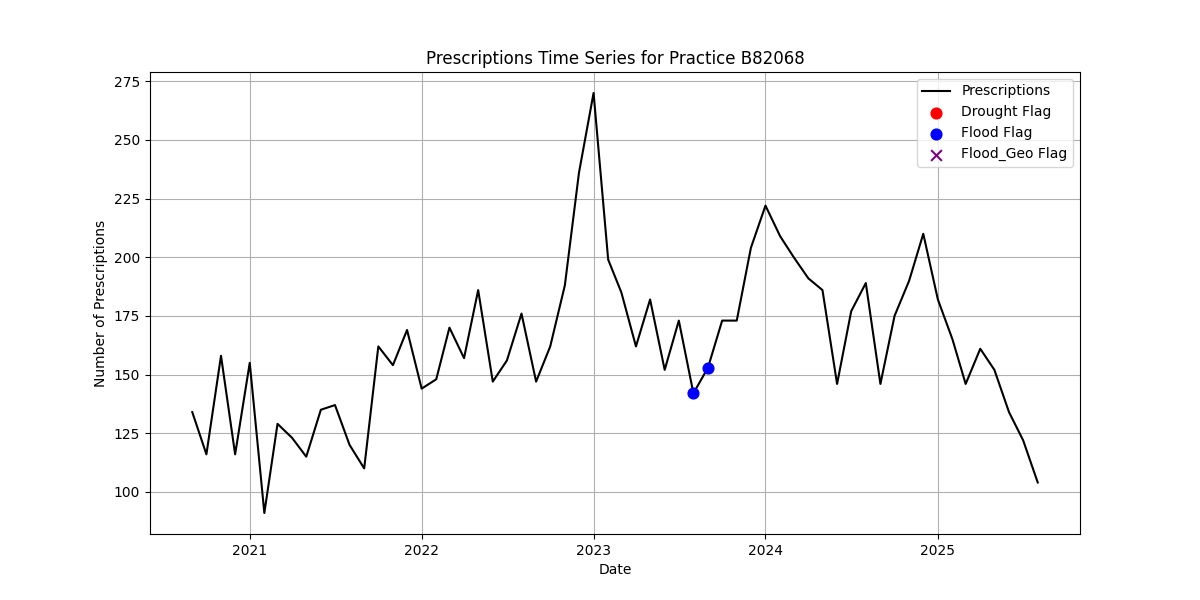 Prescriptions Time Series for Practice B82068
275
250
225
200
175
150
125
100
Number of Prescriptions
Prescriptions
Drought Flag
Flood Flag
Flood_Geo Flag
2021
2022
2023
2024
2025
Date